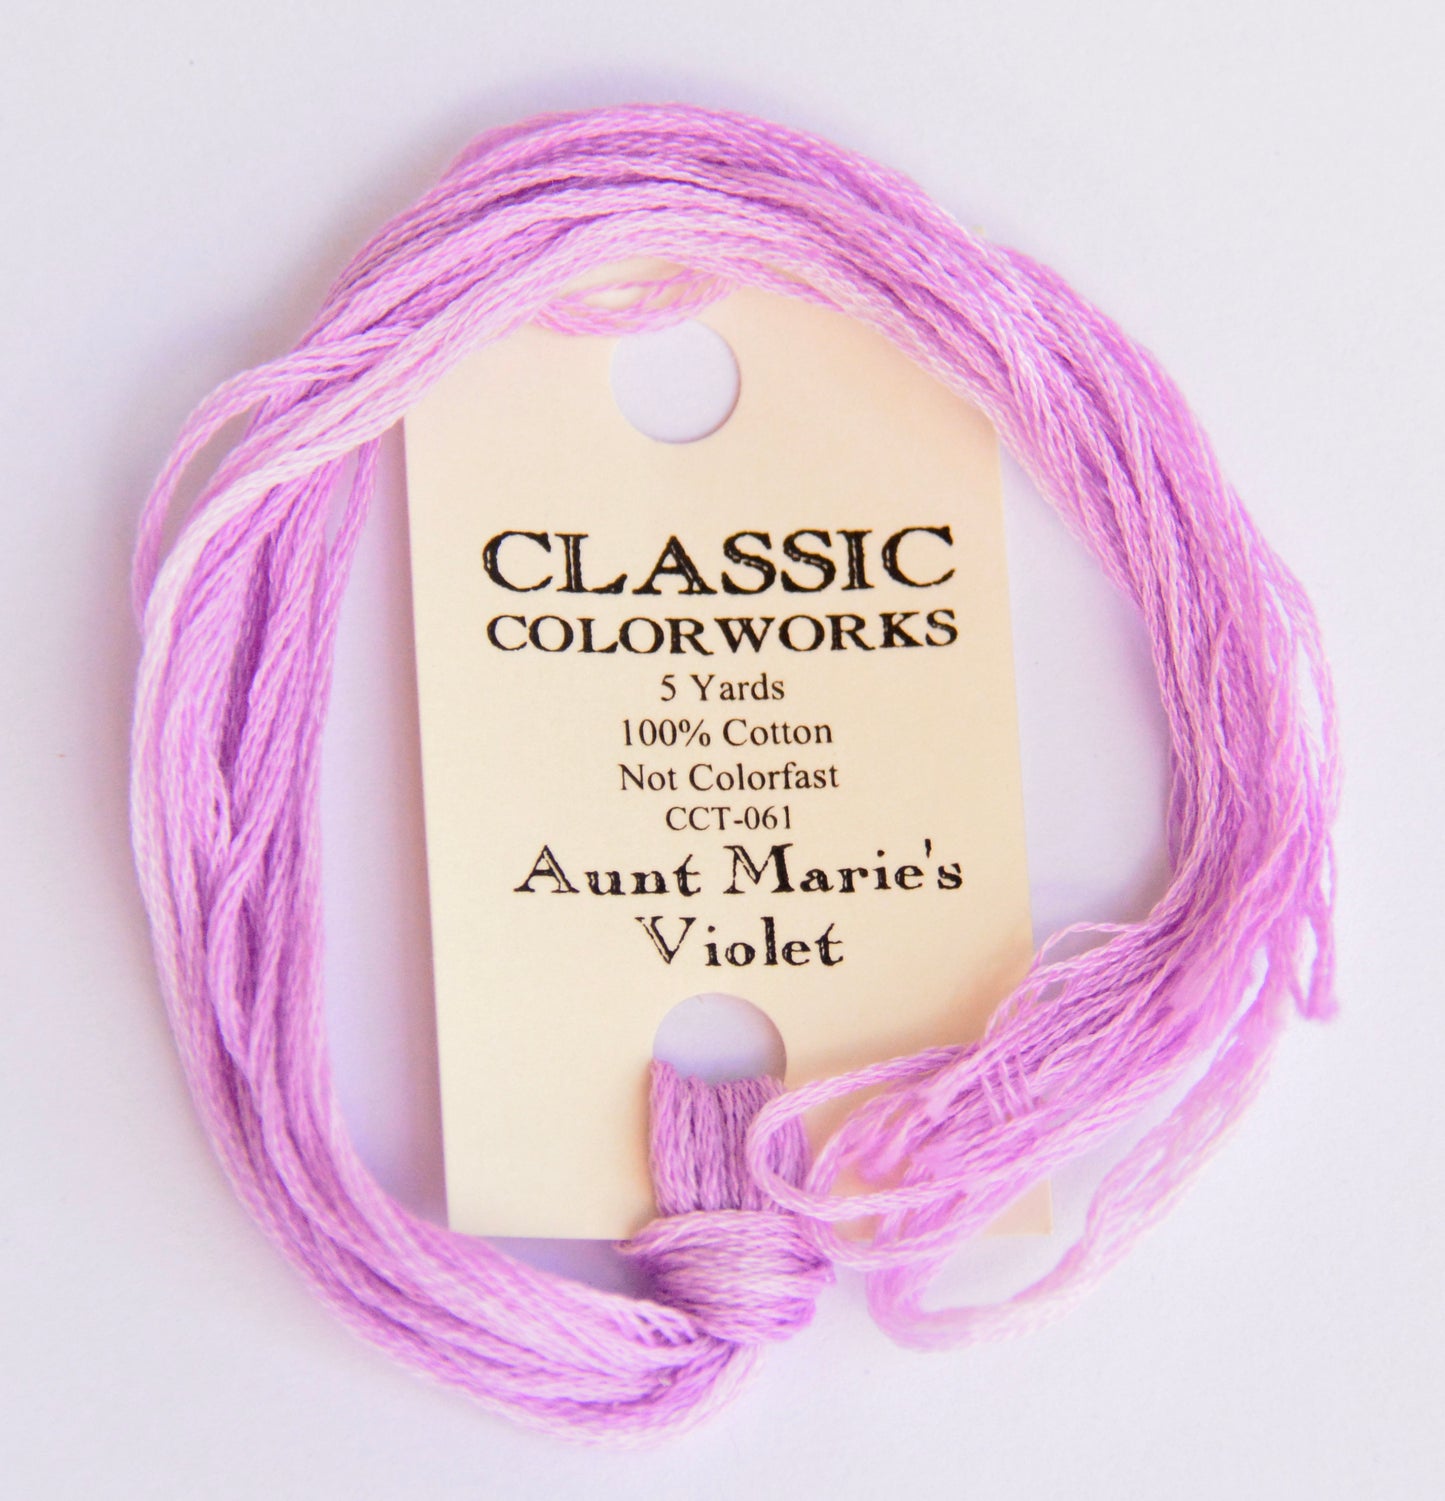 CLASSIC
COLORWORKS
5 Yards
100% Cotton
Not Colorfast
CCT-061
Aunt Marie's
Violet